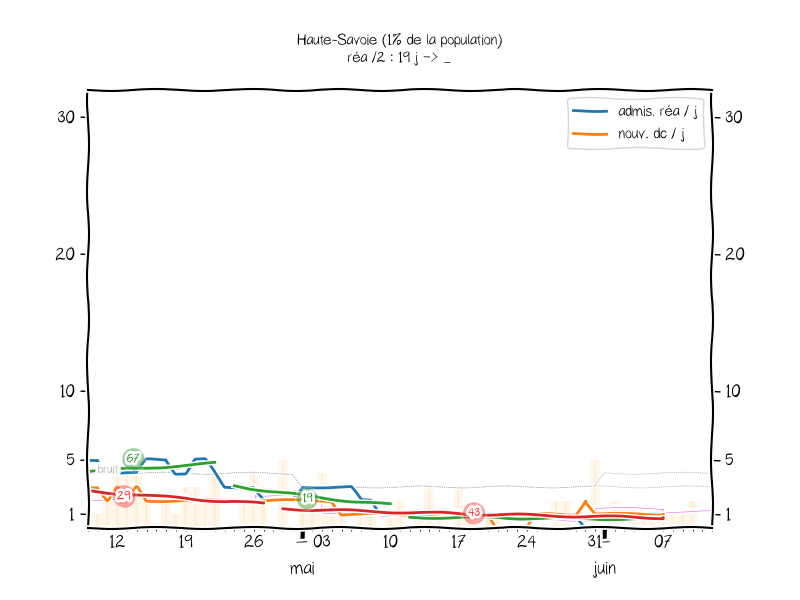 Haute-Savoie (1% de la population)
réa /2 : 19 j -> _
admis. réa / j
nouv. dc / j
30 30
20 20
10 10
5 5
1 1
bruit
67
29
19
43
12 19 26 03 10 17 24 31 07
mai juin